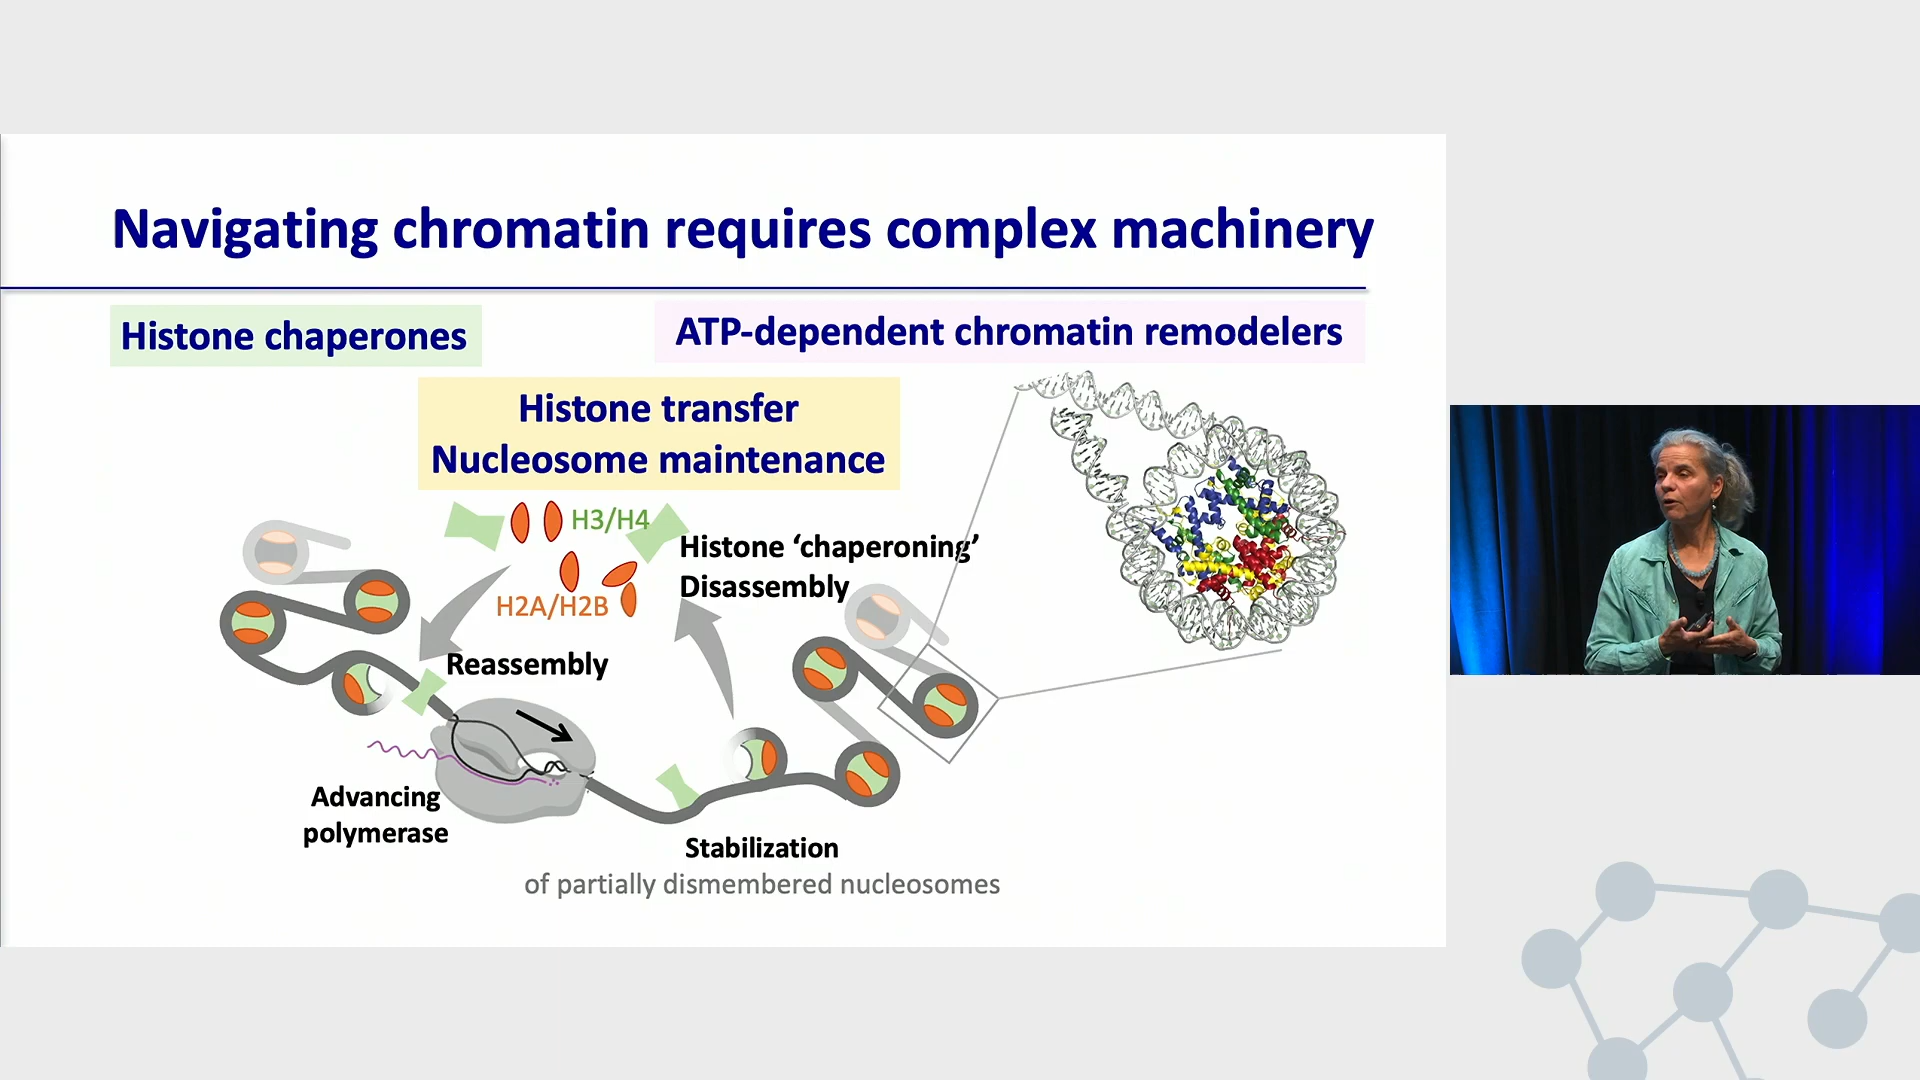 Navigating chromatin requires complex machinery
Histone chaperones
ATP-dependent chromatin remodelers
Histone transfer
Nucleosome maintenance
H3/H4
Histone ‘chaperoning’
Disassembly
H2A/H2B
Reassembly
Advancing
polymerase
Stabilization
of partially dismembered nucleosomes